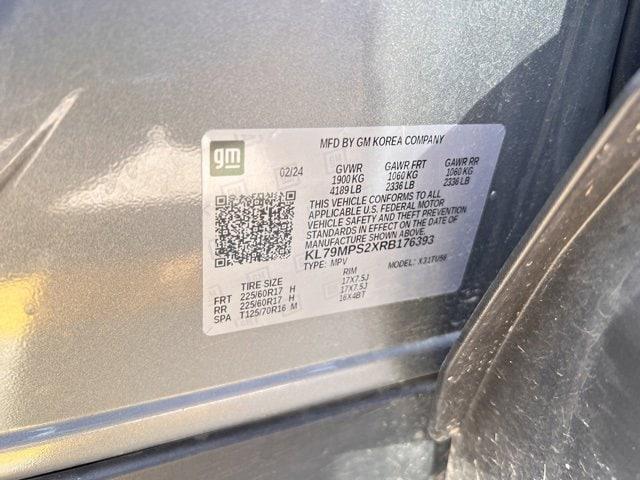 gm
MFD BY GM KOREA COMPANY
02/24 GVWR GAWR FRT GAWR RR
1900 KG 1060 KG 1060 KG
4189 LB 2336 LB 2336 LB
THIS VEHICLE CONFORMS TO ALL
APPLICABLE U.S. FEDERAL MOTOR
VEHICLE SAFETY AND THEFT PREVENTION
STANDARDS IN EFFECT ON THE DATE OF
MANUFACTURE SHOWN ABOVE.
KL79MPS2XRB176393
TYPE: MPV MODEL: X31TU56
TIRE SIZE RIM
FRT 225/60R17 H 17X7.5J
RR 225/60R17 H 17X7.5J
SPA T125/70R16 M 16X4BT